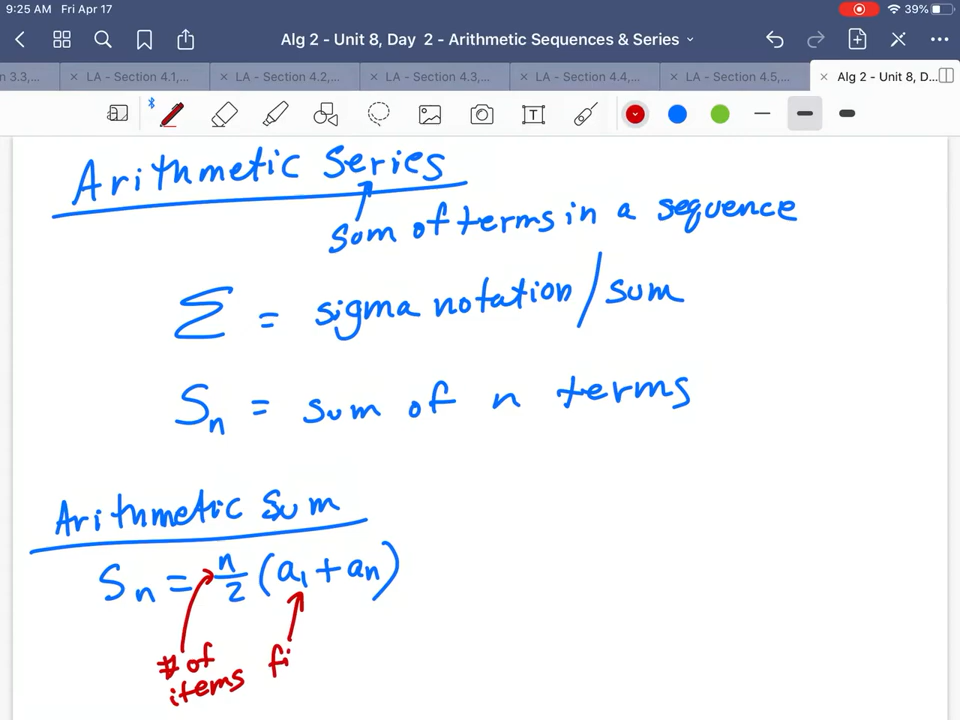 9:25 AM Fri Apr 17
39%
Alg 2 - Unit 8, Day 2 - Arithmetic Sequences & Series
n 3.3,... LA - Section 4.1,... LA - Section 4.2,... LA - Section 4.3,... LA - Section 4.4,... LA - Section 4.5,... Alg 2 - Unit 8, D...
Arithmetic Series
sum of terms in a sequence
Σ = sigma notation / sum
Sₙ = sum of n terms
Arithmetic Sum
Sₙ = n/2 (a₁ + aₙ)
# of fi
items